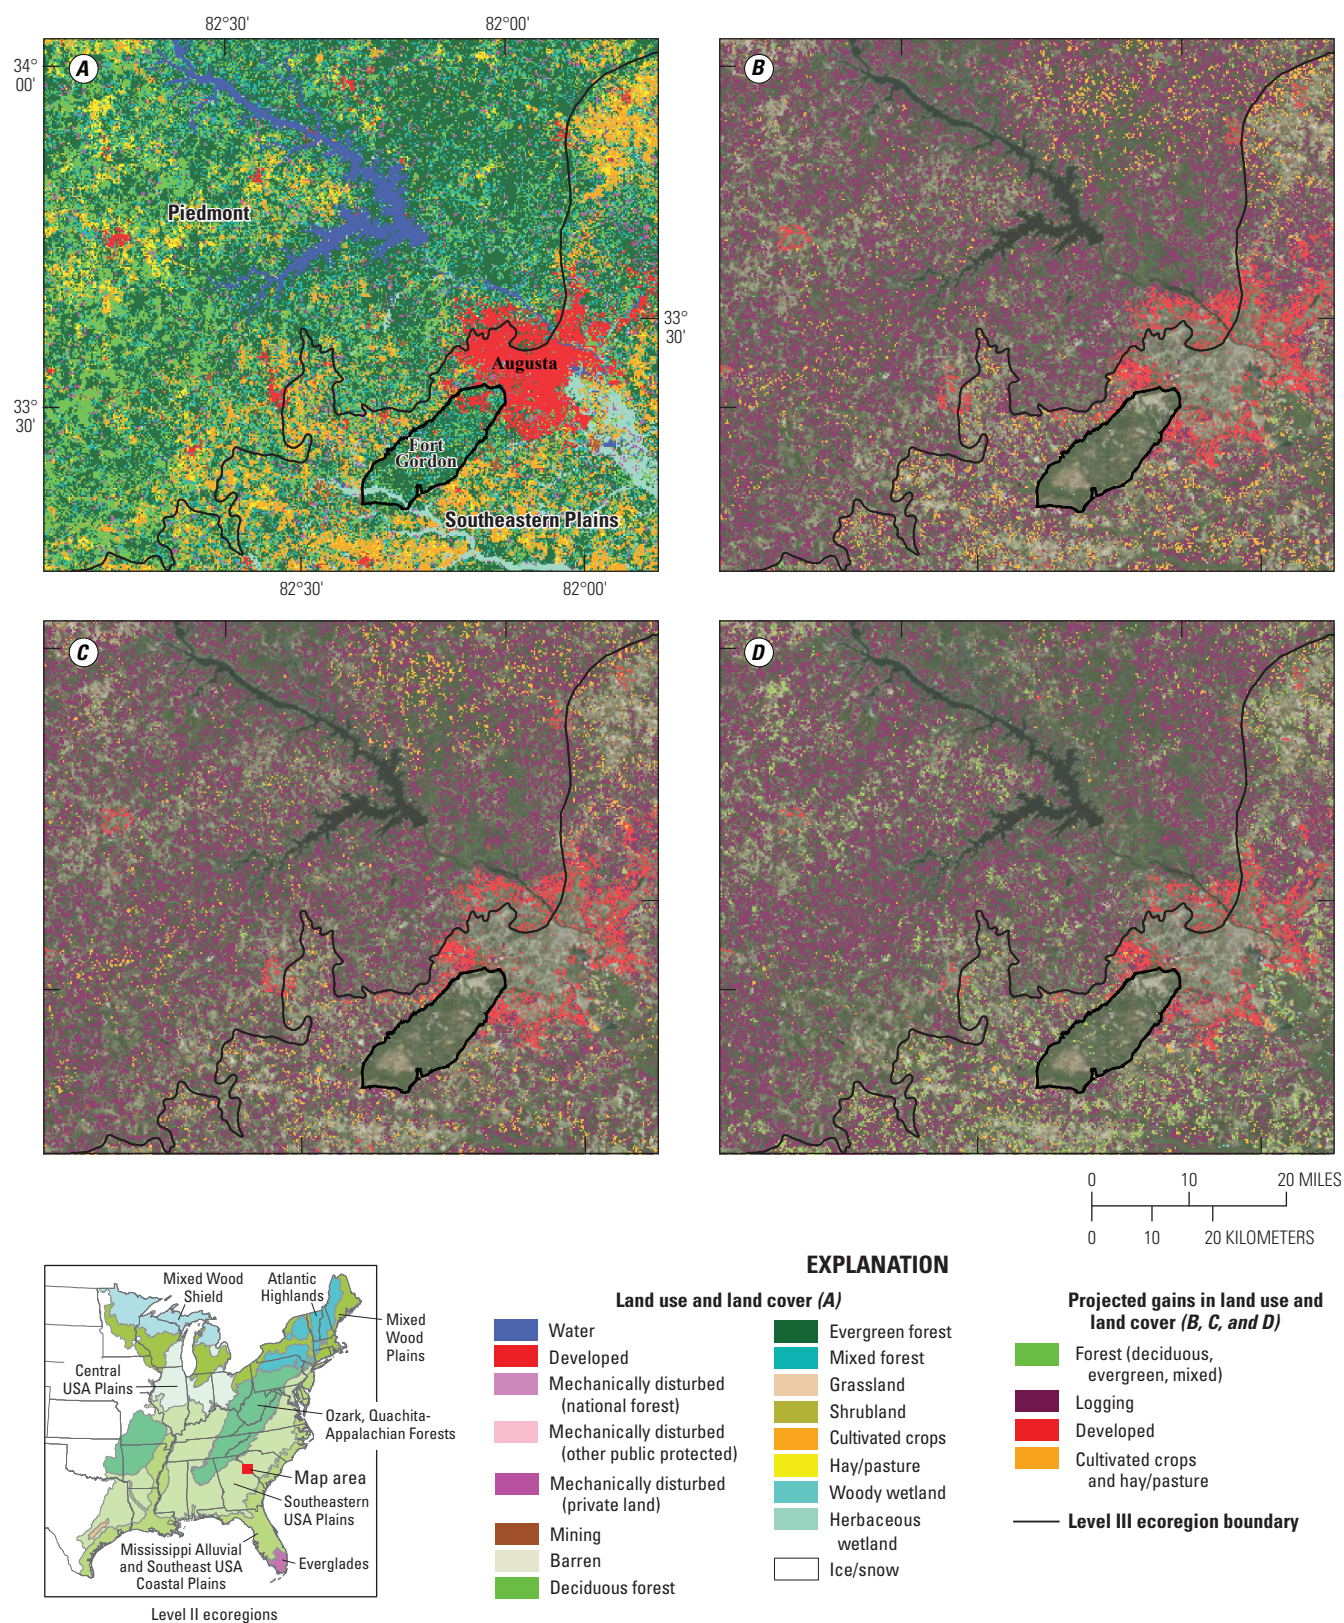 82°30'
82°00'
34°
00'
A
B
Piedmont
33°
30'
Augusta
33°
30'
Fort
Gordon
Southeastern Plains
82°30'
82°00'
C
D
0
10
20 MILES
0
10
20 KILOMETERS
Mixed Wood
Shield
Atlantic
Highlands
Mixed
Wood
Plains
Central
USA Plains
Ozark, Quachita-
Appalachian Forests
Map area
Southeastern
USA Plains
Mississippi Alluvial
and Southeast USA
Coastal Plains
Everglades
Level II ecoregions
EXPLANATION
Land use and land cover (A)
Water
Developed
Mechanically disturbed
(national forest)
Mechanically disturbed
(other public protected)
Mechanically disturbed
(private land)
Mining
Barren
Deciduous forest
Evergreen forest
Mixed forest
Grassland
Shrubland
Cultivated crops
Hay/pasture
Woody wetland
Herbaceous
wetland
Ice/snow
Projected gains in land use and
land cover (B, C, and D)
Forest (deciduous,
evergreen, mixed)
Logging
Developed
Cultivated crops
and hay/pasture
Level III ecoregion boundary